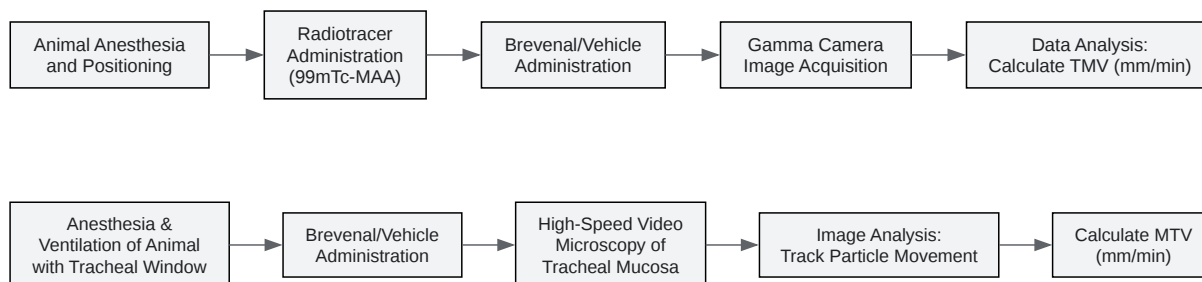 Animal Anesthesia
and Positioning
Radiotracer
Administration
(99mTc-MAA)
Brevenal/Vehicle
Administration
Gamma Camera
Image Acquisition
Data Analysis:
Calculate TMV (mm/min)
Anesthesia &
Ventilation of Animal
with Tracheal Window
Brevenal/Vehicle
Administration
High-Speed Video
Microscopy of
Tracheal Mucosa
Image Analysis:
Track Particle Movement
Calculate MTV
(mm/min)